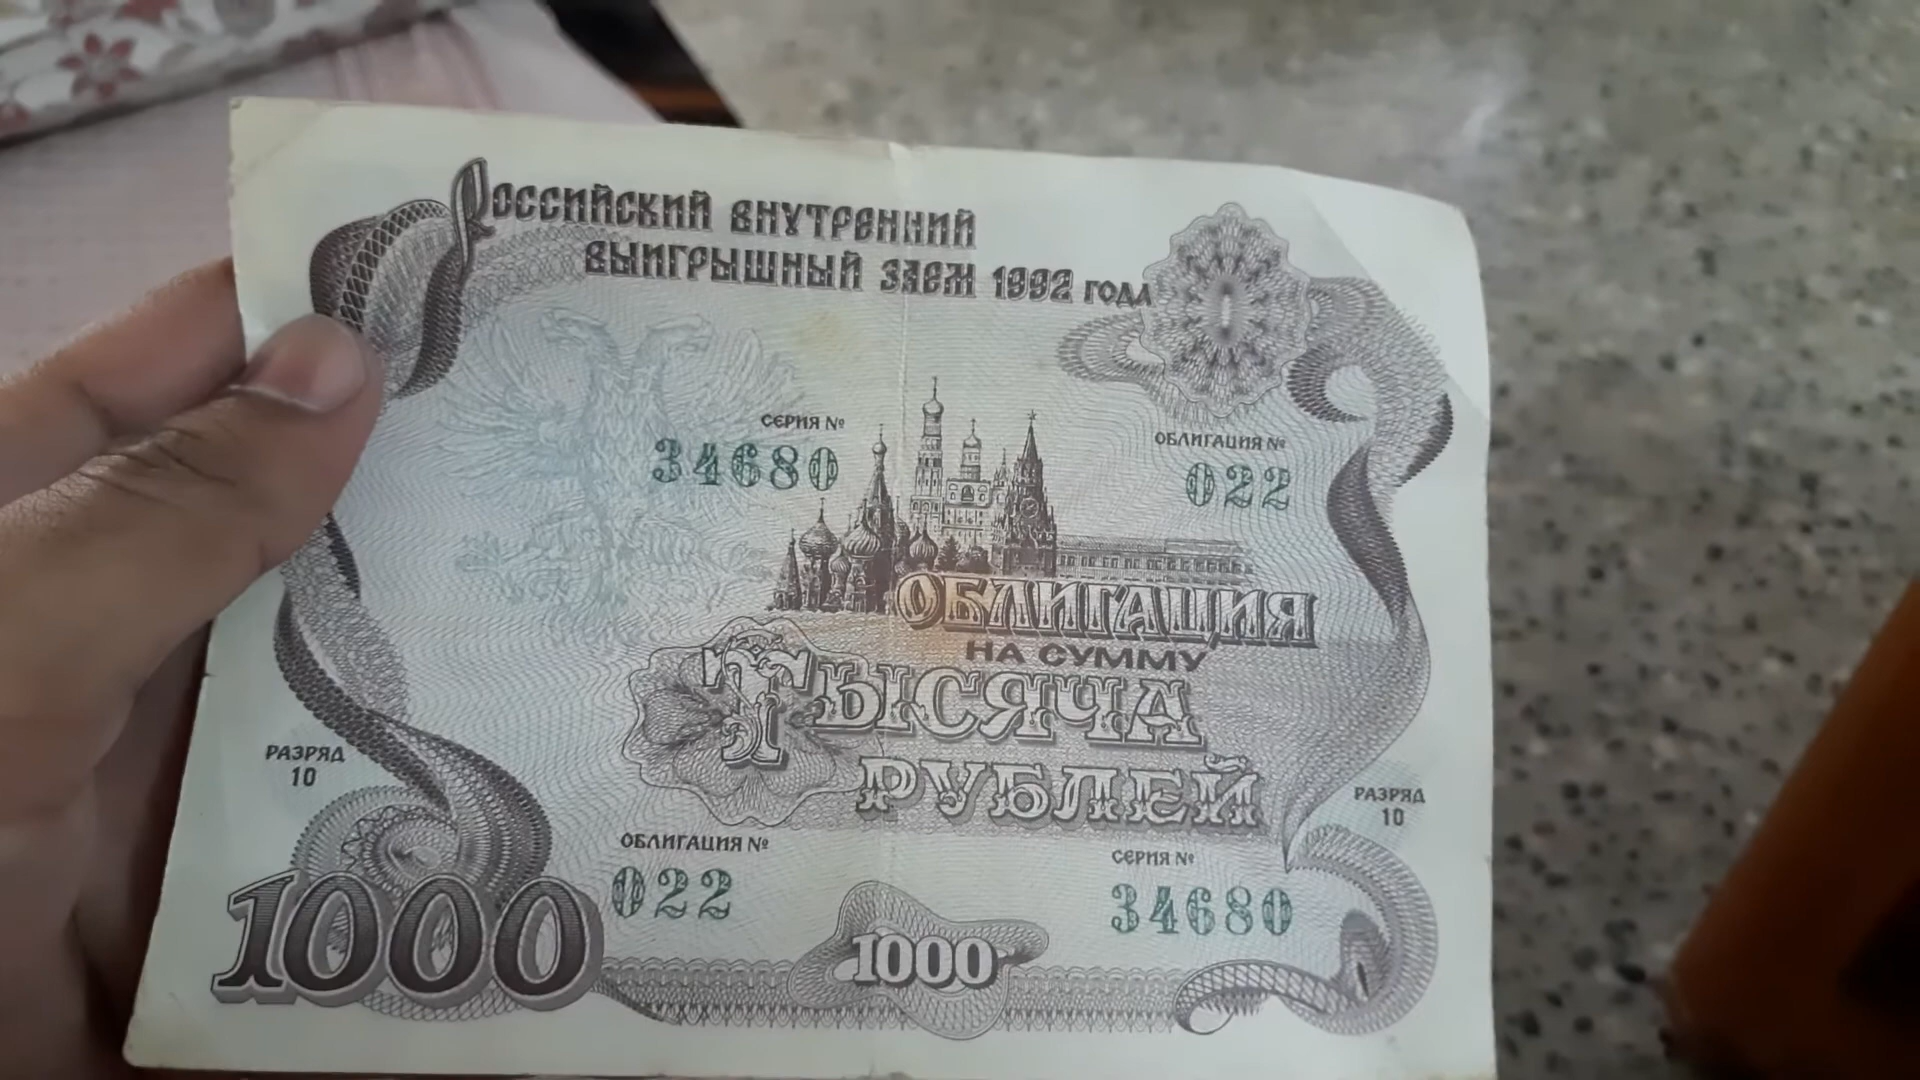 Российский внутренний
выигрышный заем 1992 года
СЕРИЯ №
34680
ОБЛИГАЦИЯ №
022
ОБЛИГАЦИЯ
НА СУММУ
ТЫСЯЧА
РУБЛЕЙ
РАЗРЯД
10
РАЗРЯД
10
ОБЛИГАЦИЯ №
022
СЕРИЯ №
34680
1000
1000